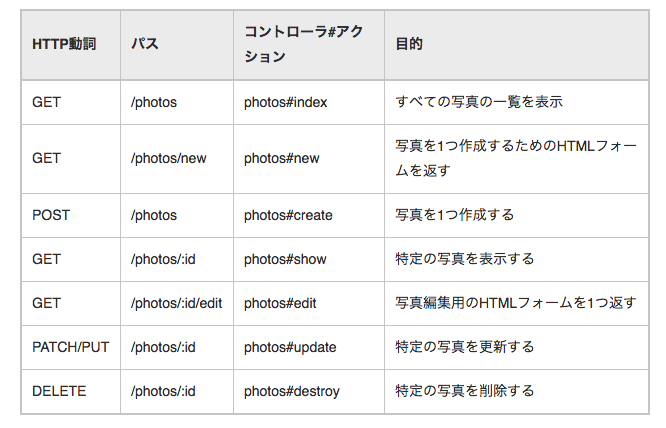 HTTP動詞 パス コントローラ#アク
ション 目的
GET /photos photos#index すべての写真の一覧を表示
GET /photos/new photos#new 写真を1つ作成するためのHTMLフォー
ムを返す
POST /photos photos#create 写真を1つ作成する
GET /photos/:id photos#show 特定の写真を表示する
GET /photos/:id/edit photos#edit 写真編集用のHTMLフォームを1つ返す
PATCH/PUT /photos/:id photos#update 特定の写真を更新する
DELETE /photos/:id photos#destroy 特定の写真を削除する